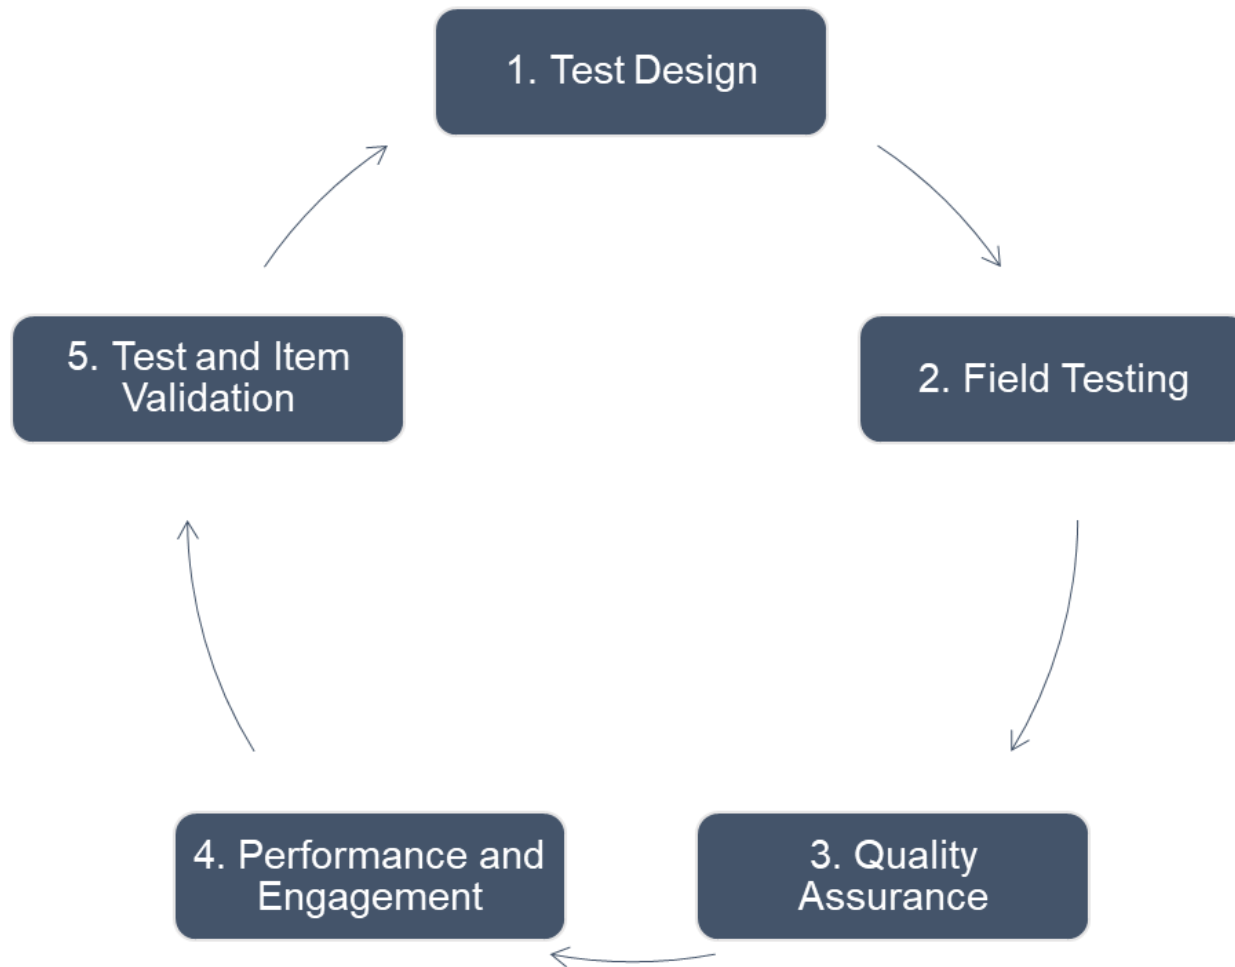 1. Test Design
2. Field Testing
3. Quality
Assurance
4. Performance and
Engagement
5. Test and Item
Validation